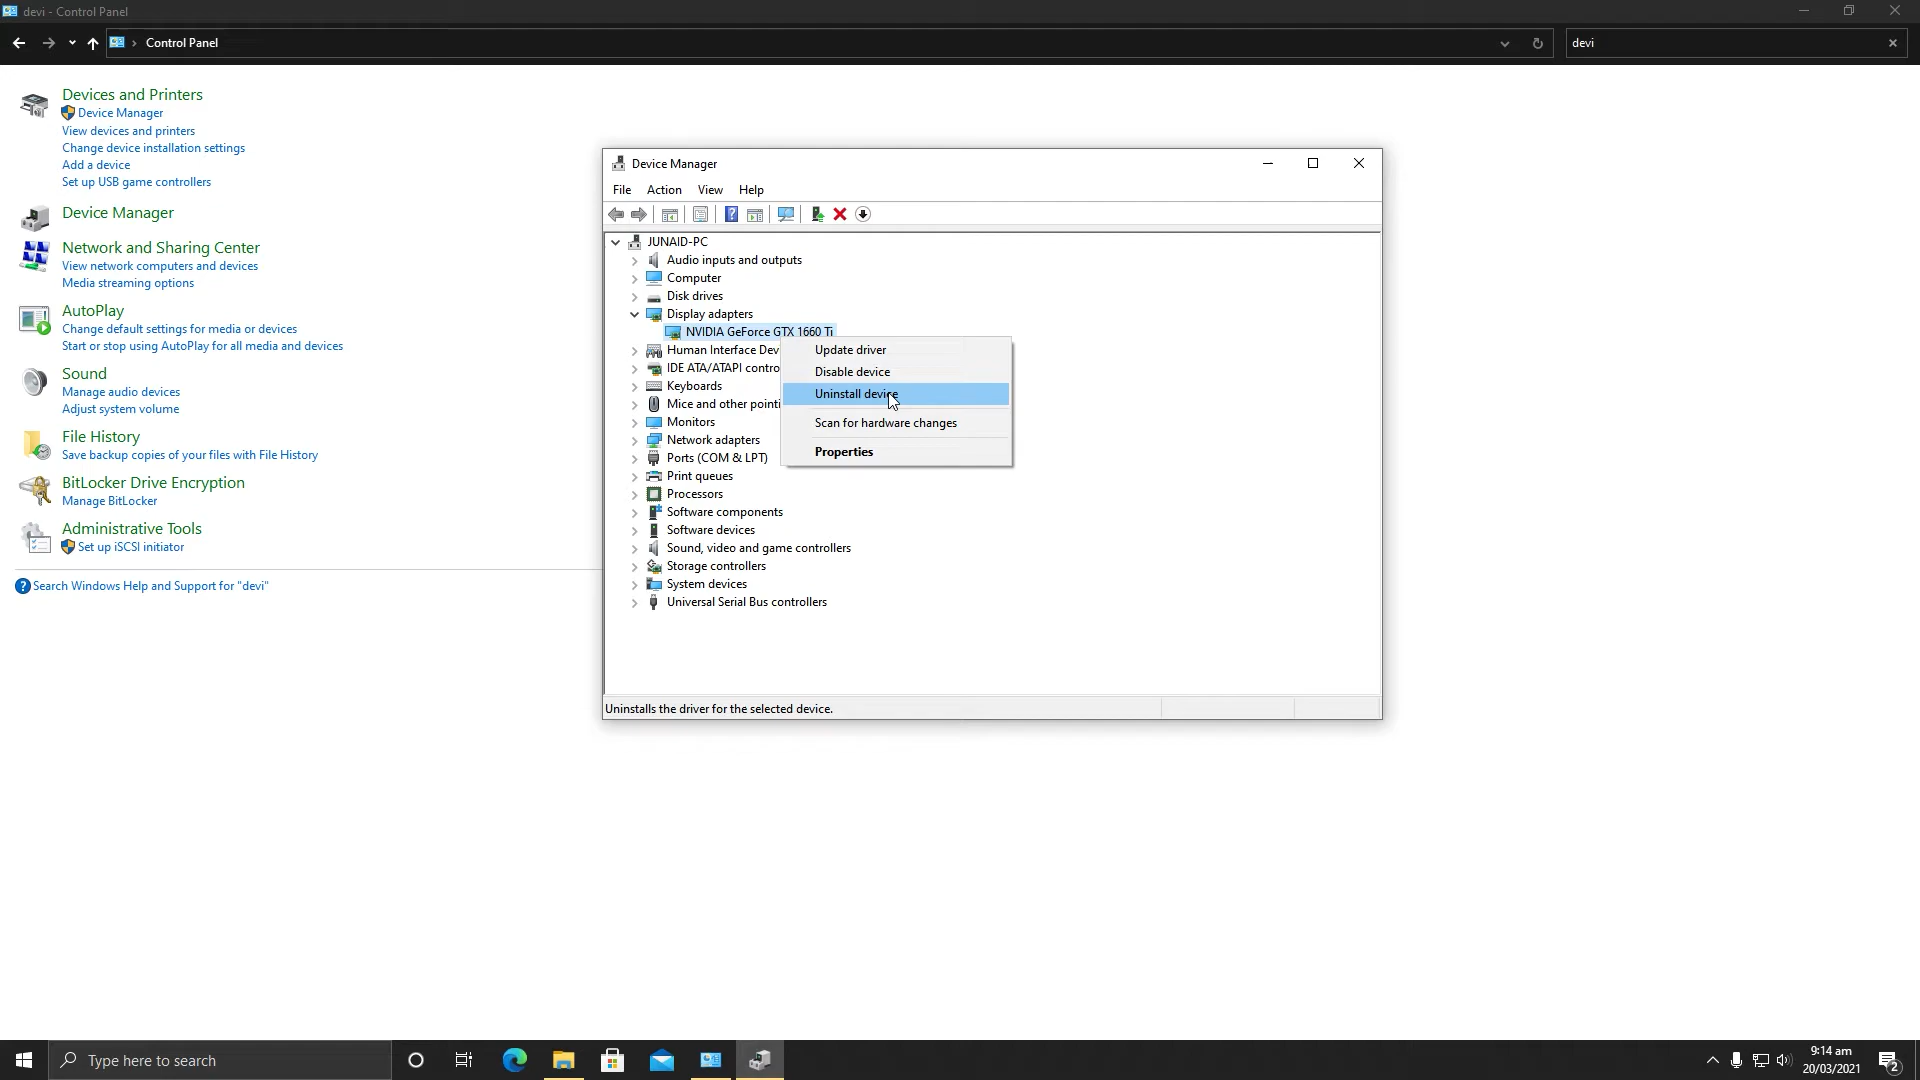 devi - Control Panel
Control Panel
devi
Devices and Printers
Device Manager
View devices and printers
Change device installation settings
Add a device
Set up USB game controllers
Device Manager
Network and Sharing Center
View network computers and devices
Media streaming options
AutoPlay
Change default settings for media or devices
Start or stop using AutoPlay for all media and devices
Sound
Manage audio devices
Adjust system volume
File History
Save backup copies of your files with File History
BitLocker Drive Encryption
Manage BitLocker
Administrative Tools
Set up iSCSI initiator
Search Windows Help and Support for "devi"
Device Manager
File Action View Help
JUNAID-PC
Audio inputs and outputs
Computer
Disk drives
Display adapters
NVIDIA GeForce GTX 1660 Ti
Human Interface Dev
IDE ATA/ATAPI contro
Keyboards
Mice and other pointi
Monitors
Network adapters
Ports (COM & LPT)
Print queues
Processors
Software components
Software devices
Sound, video and game controllers
Storage controllers
System devices
Universal Serial Bus controllers
Update driver
Disable device
Uninstall device
Scan for hardware changes
Properties
Uninstalls the driver for the selected device.
Type here to search
9:14 am
20/03/2021
2